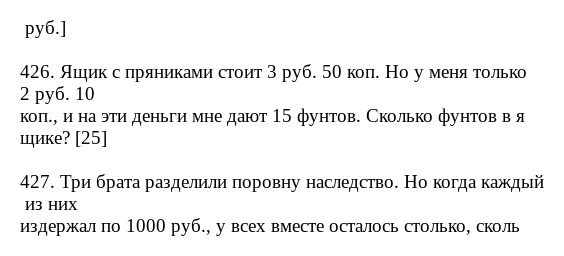 руб.]
426. Ящик с пряниками стоит 3 руб. 50 коп. Но у меня только
2 руб. 10
коп., и на эти деньги мне дают 15 фунтов. Сколько фунтов в я
щике? [25]
427. Три брата разделили поровну наследство. Но когда каждый
из них
издержал по 1000 руб., у всех вместе осталось столько, сколь